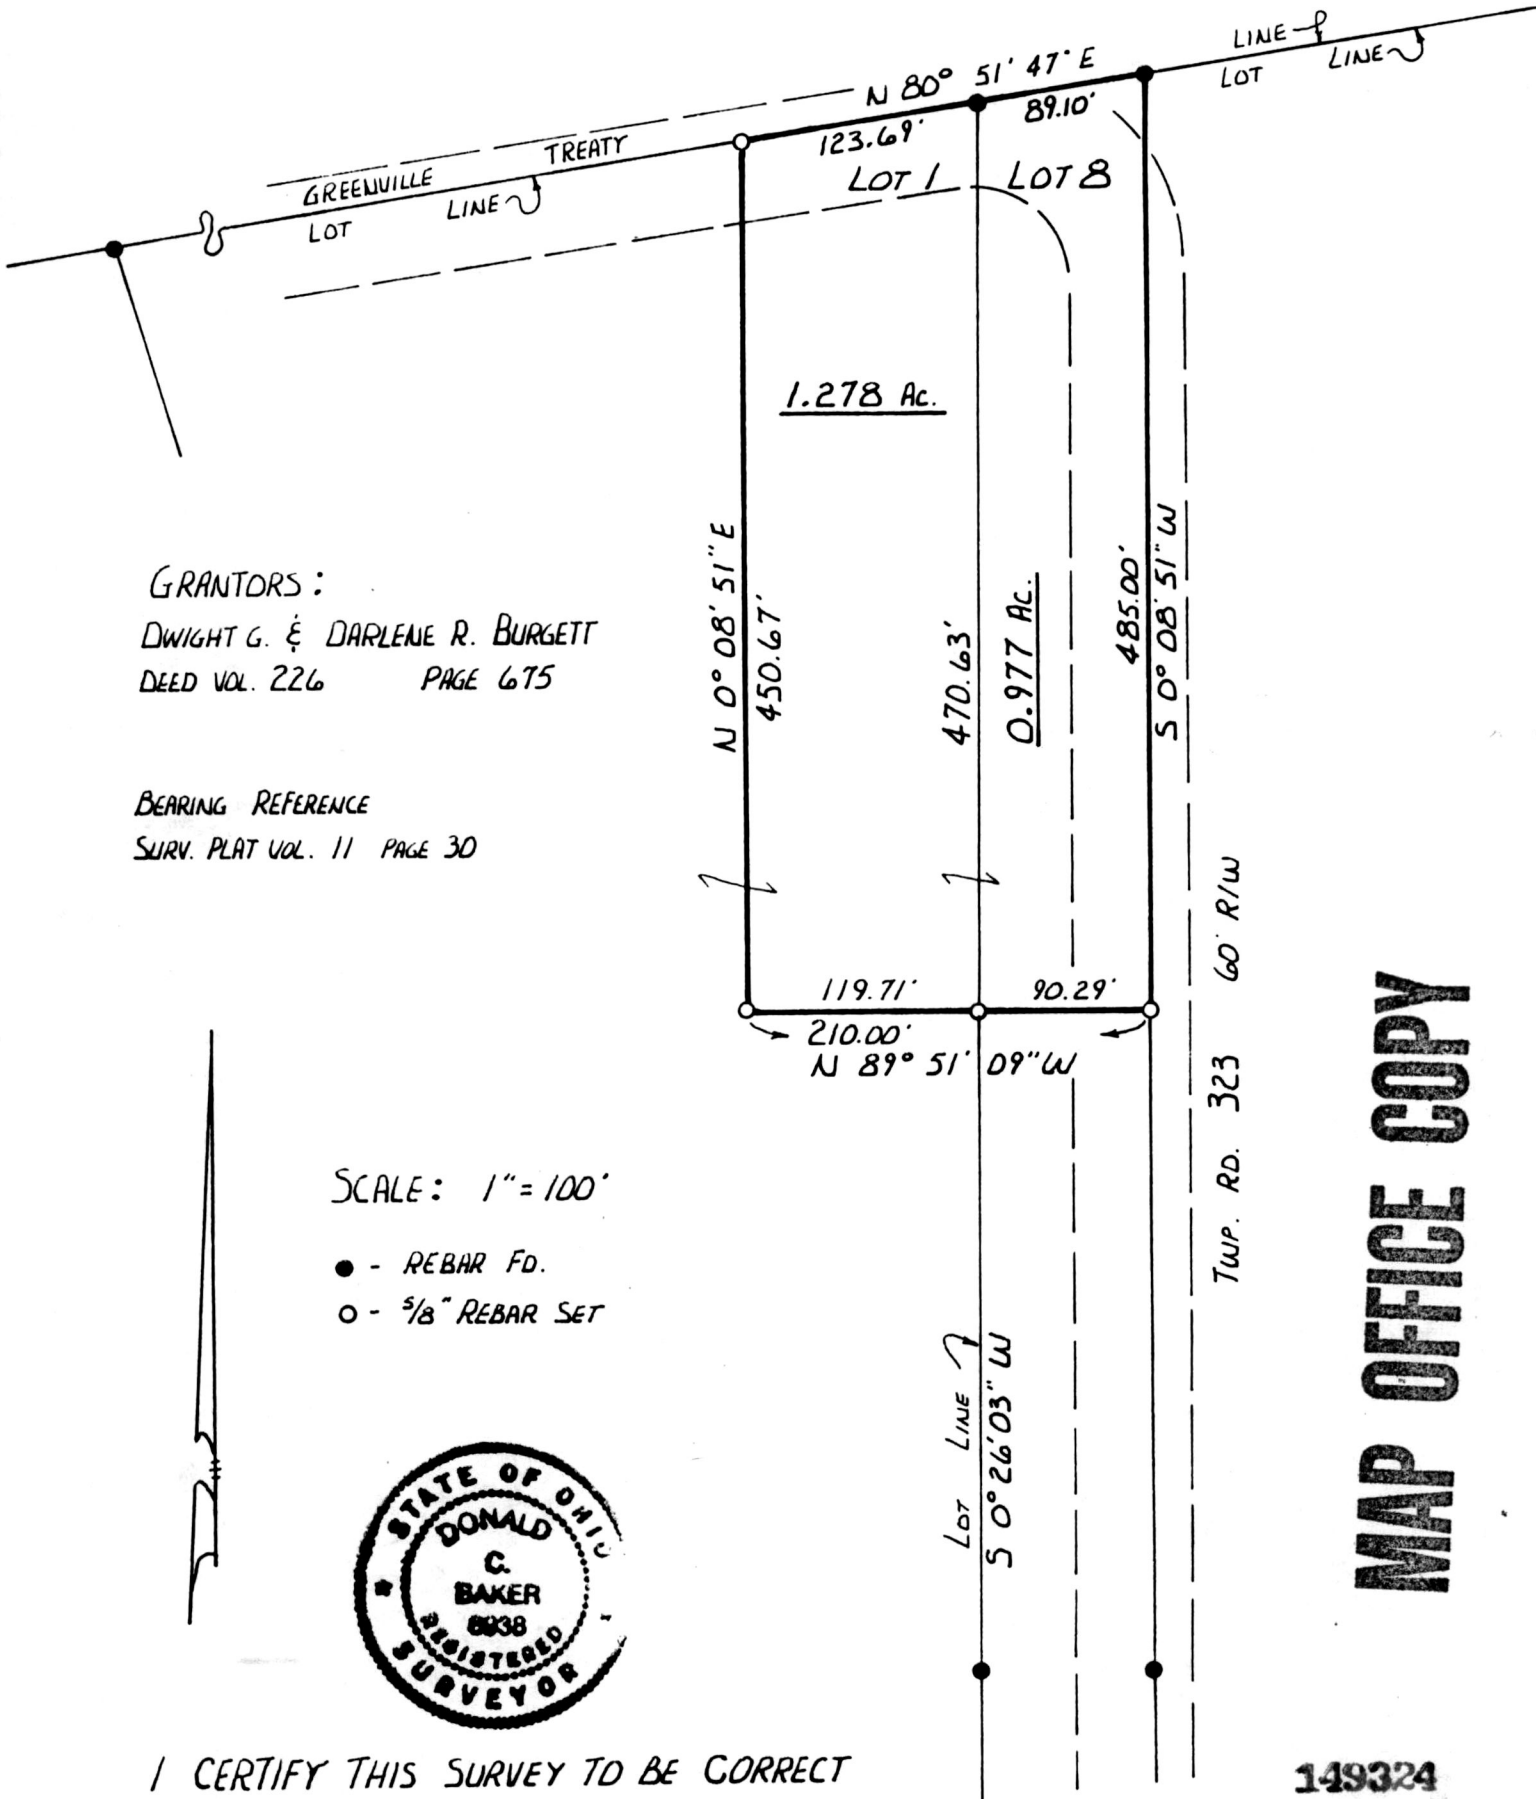 LINE
LOT LINE
N 80° 51' 47" E
123.69' 89.10'
GREENVILLE TREATY
LOT LINE
LOT 1 LOT 8
1.278 Ac.
N 0° 08' 51" E
450.67'
470.63'
0.977 Ac.
485.00'
S 0° 08' 51" W
GRANTORS:
DWIGHT G. & DARLENE R. BURGETT
DEED VOL. 226 PAGE 675
BEARING REFERENCE
SURV. PLAT VOL. 11 PAGE 30
119.71' 90.29'
210.00'
N 89° 51' 09" W
TWP. RD. 323 60' R/W
MAP OFFICE COPY
SCALE: 1" = 100'
● - REBAR FD.
○ - 5/8" REBAR SET
LOT LINE
S 0° 26' 03" W
STATE OF OHIO
DONALD
C.
BAKER
6938
REGISTERED
SURVEYOR
I CERTIFY THIS SURVEY TO BE CORRECT
149324